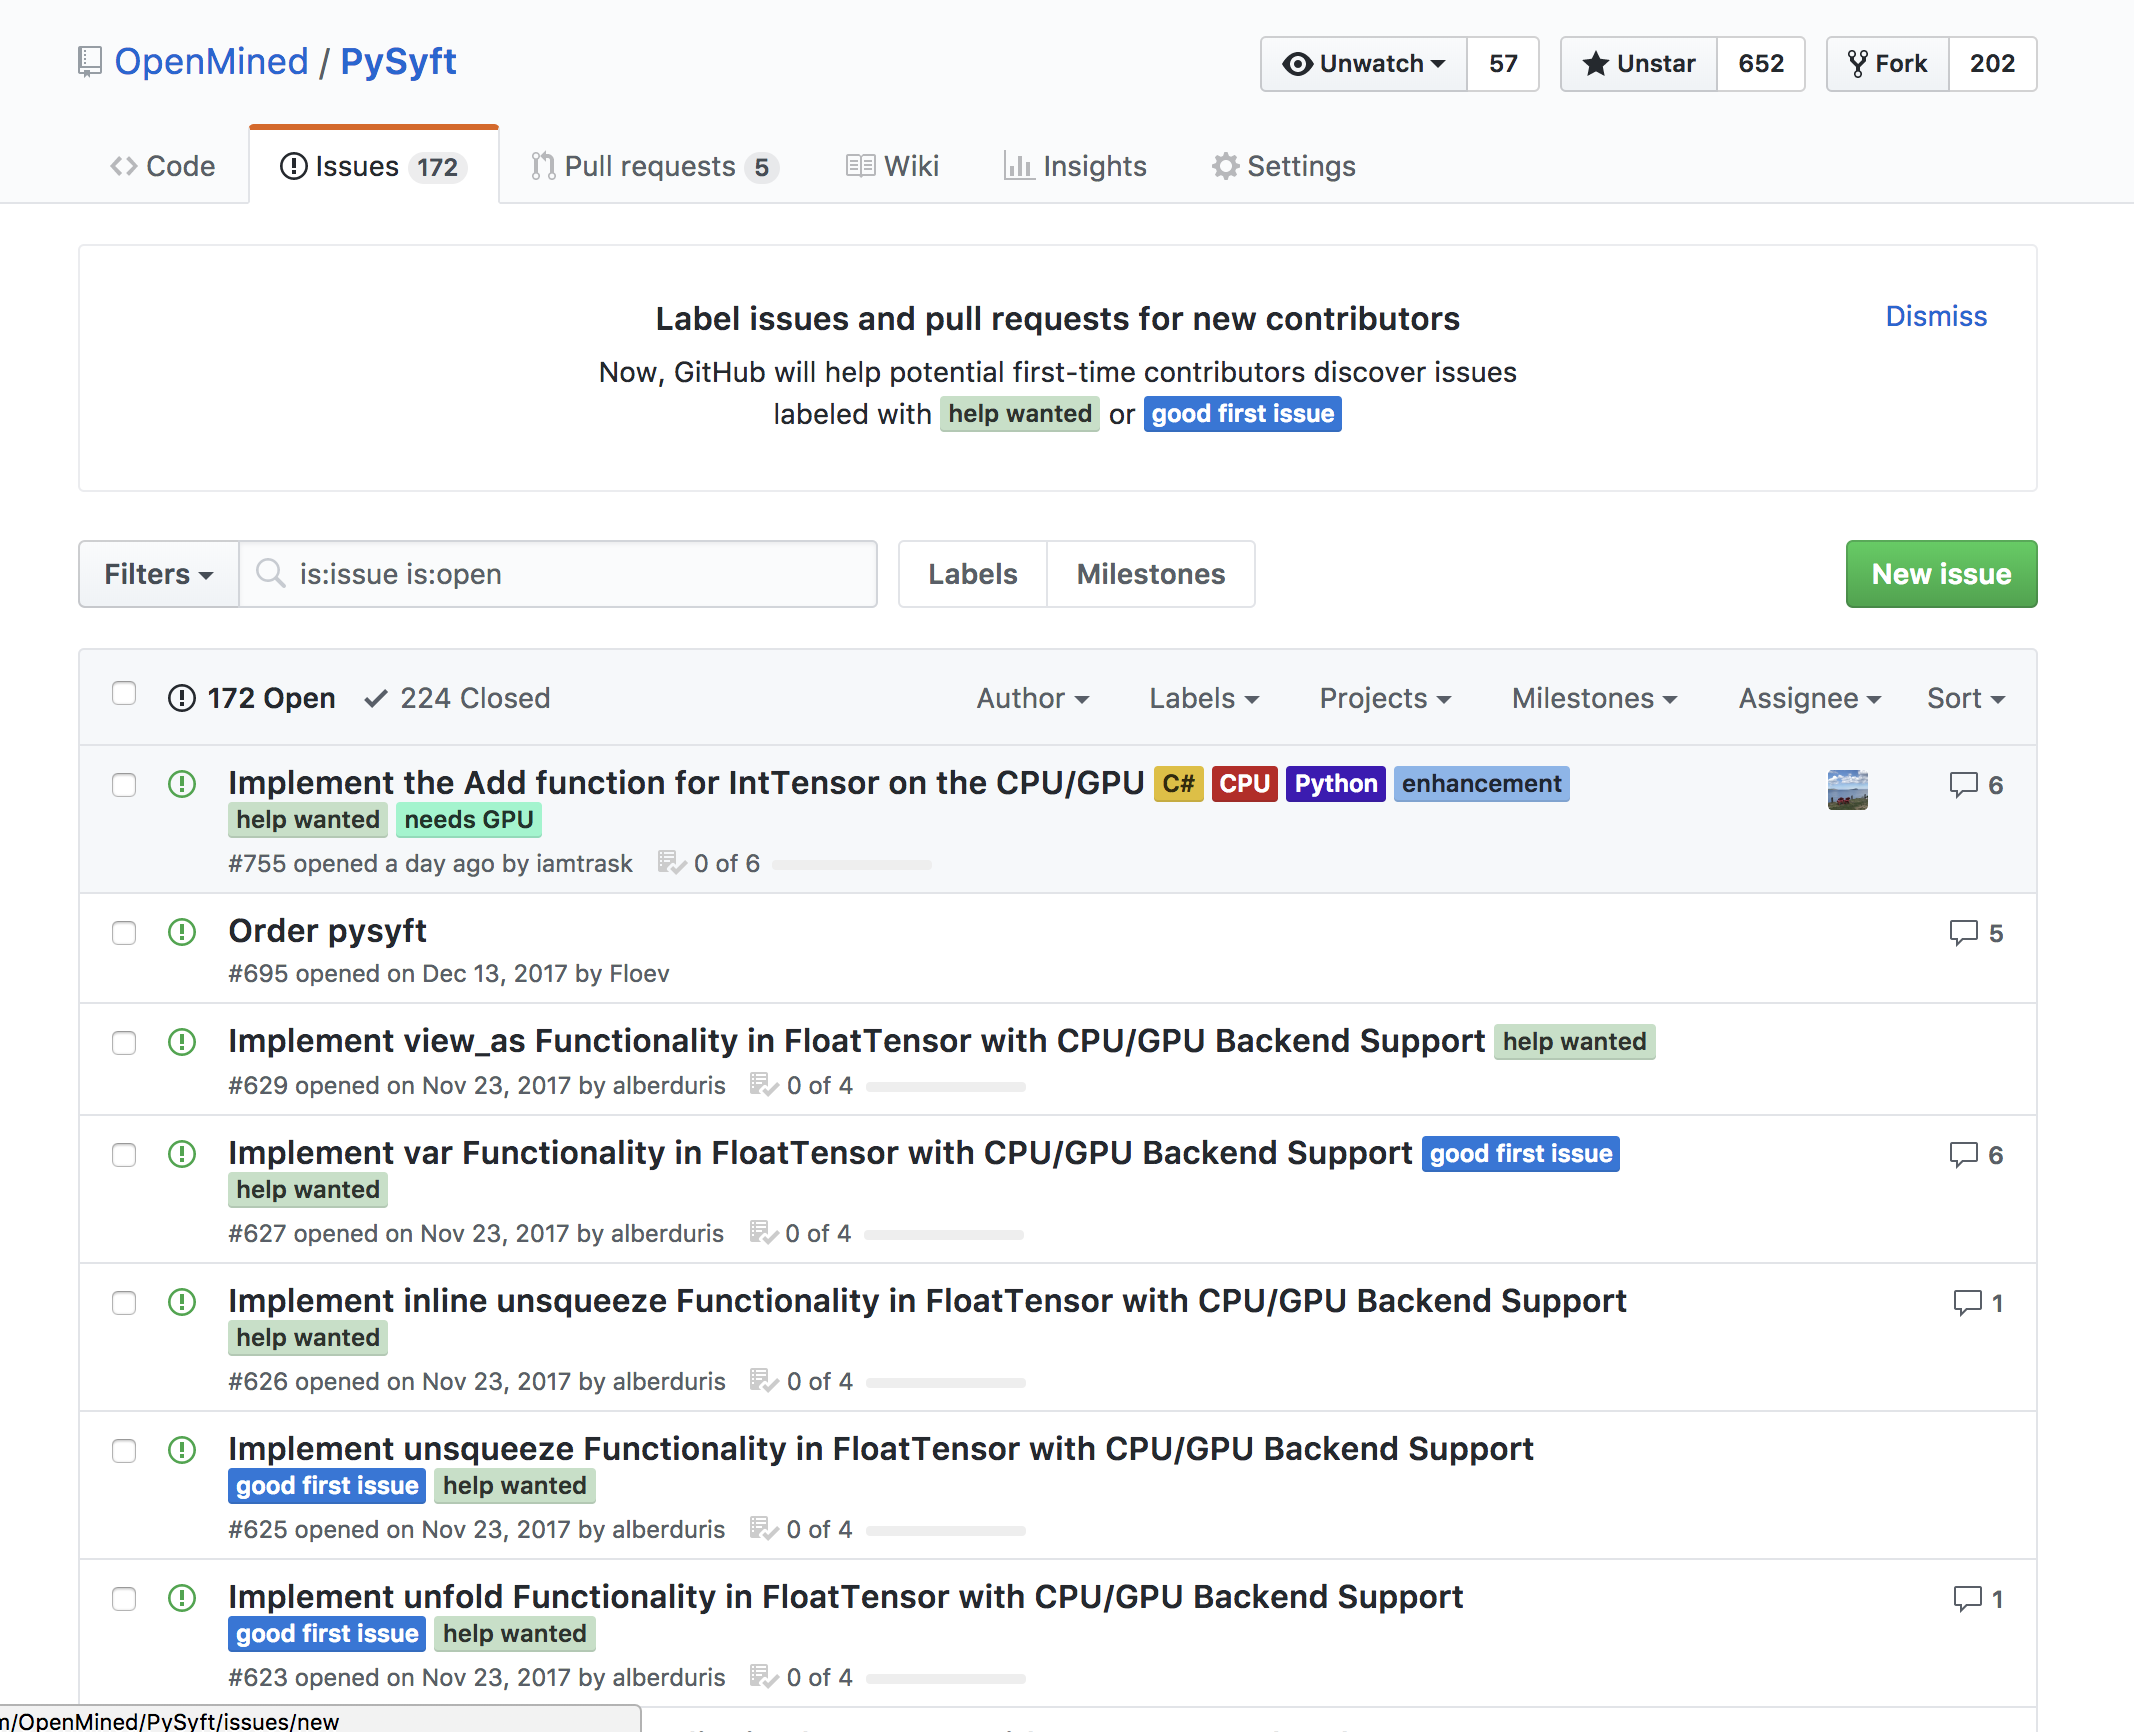 OpenMined / PySyft
Unwatch 57 Unstar 652 Fork 202
Code Issues 172 Pull requests 5 Wiki Insights Settings
Label issues and pull requests for new contributors
Dismiss
Now, GitHub will help potential first-time contributors discover issues
labeled with help wanted or good first issue
Filters is:issue is:open Labels Milestones New issue
172 Open 224 Closed Author Labels Projects Milestones Assignee Sort
Implement the Add function for IntTensor on the CPU/GPU C# CPU Python enhancement 6
help wanted needs GPU
#755 opened a day ago by iamtrask 0 of 6
Order pysyft 5
#695 opened on Dec 13, 2017 by Floev
Implement view_as Functionality in FloatTensor with CPU/GPU Backend Support help wanted
#629 opened on Nov 23, 2017 by alberduris 0 of 4
Implement var Functionality in FloatTensor with CPU/GPU Backend Support good first issue 6
help wanted
#627 opened on Nov 23, 2017 by alberduris 0 of 4
Implement inline unsqueeze Functionality in FloatTensor with CPU/GPU Backend Support 1
help wanted
#626 opened on Nov 23, 2017 by alberduris 0 of 4
Implement unsqueeze Functionality in FloatTensor with CPU/GPU Backend Support
good first issue help wanted
#625 opened on Nov 23, 2017 by alberduris 0 of 4
Implement unfold Functionality in FloatTensor with CPU/GPU Backend Support 1
good first issue help wanted
#623 opened on Nov 23, 2017 by alberduris 0 of 4
/OpenMined/PySyft/issues/new